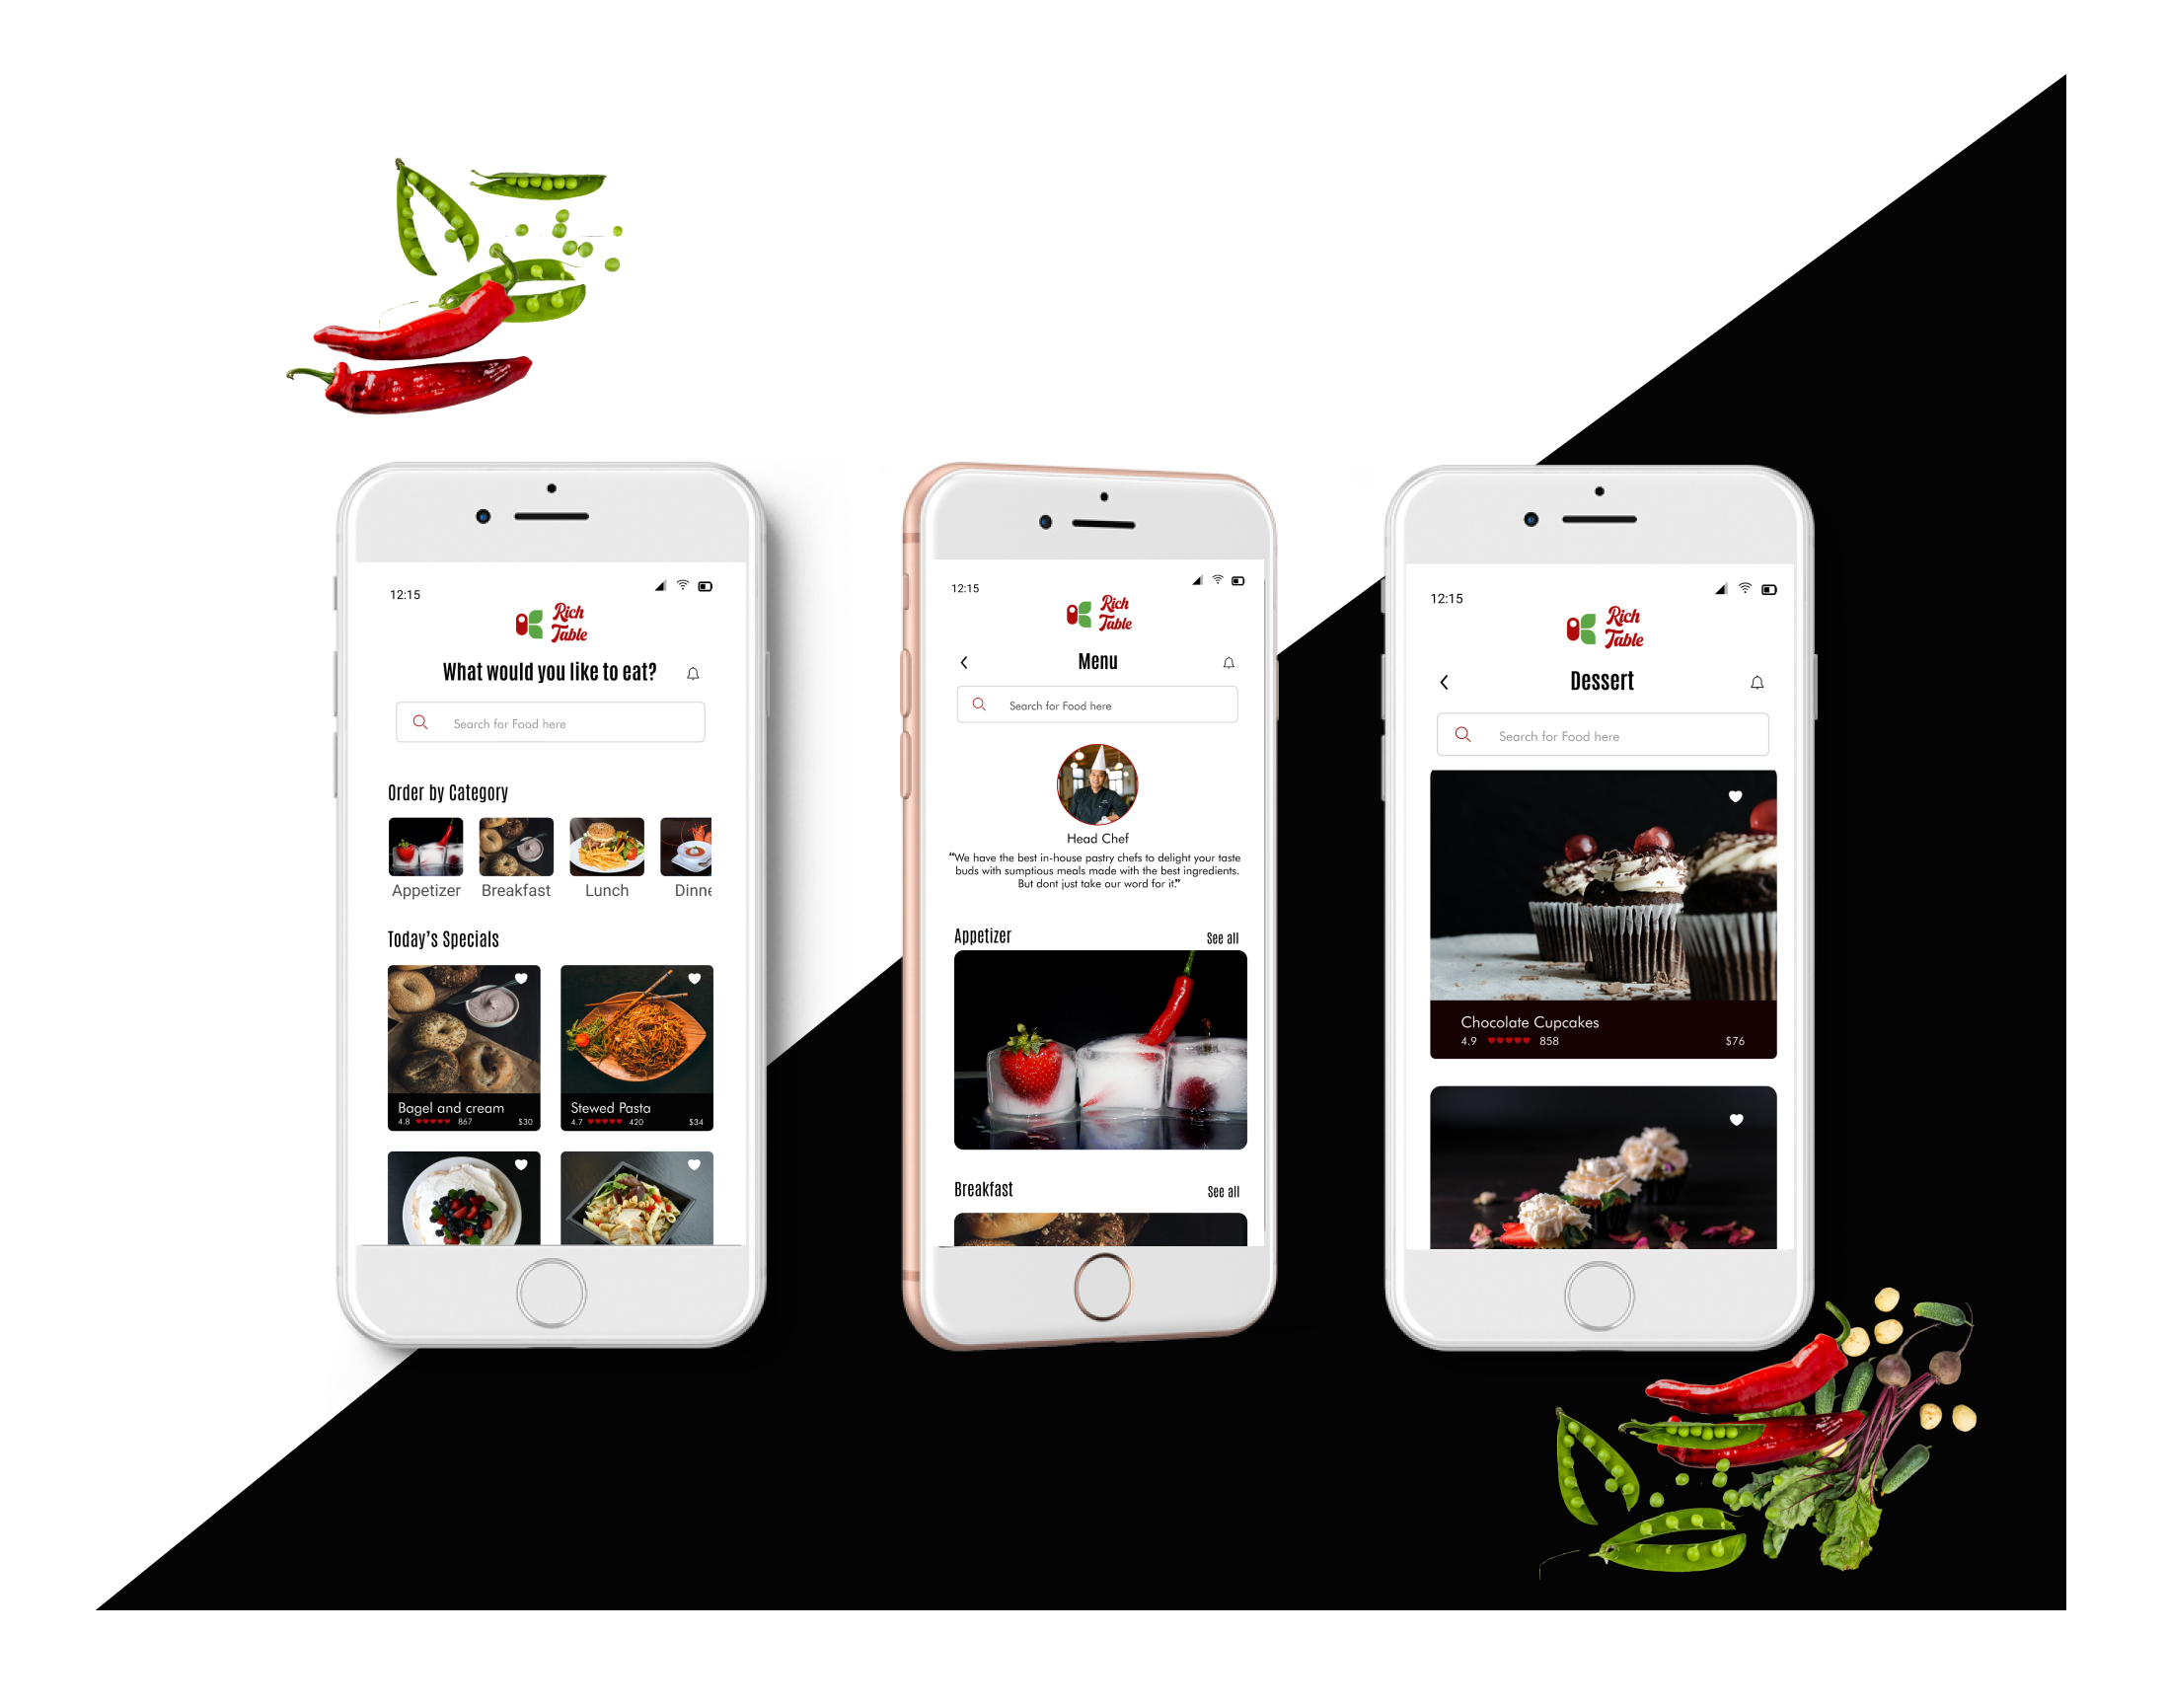 12:15
Rich
Table
What would you like to eat?
Search for Food here
Order by Category
Appetizer Breakfast Lunch Dinne
Today's Specials
Bagel and cream
4.8 867 $30
Stewed Pasta
4.7 420 $34
12:15
Rich
Table
Menu
Search for Food here
Head Chef
“We have the best in-house pastry chefs to delight your taste
buds with sumptious meals made with the best ingredients.
But dont just take our word for it.”
Appetizer See all
Breakfast See all
12:15
Rich
Table
Dessert
Search for Food here
Chocolate Cupcakes
4.9 858 $76